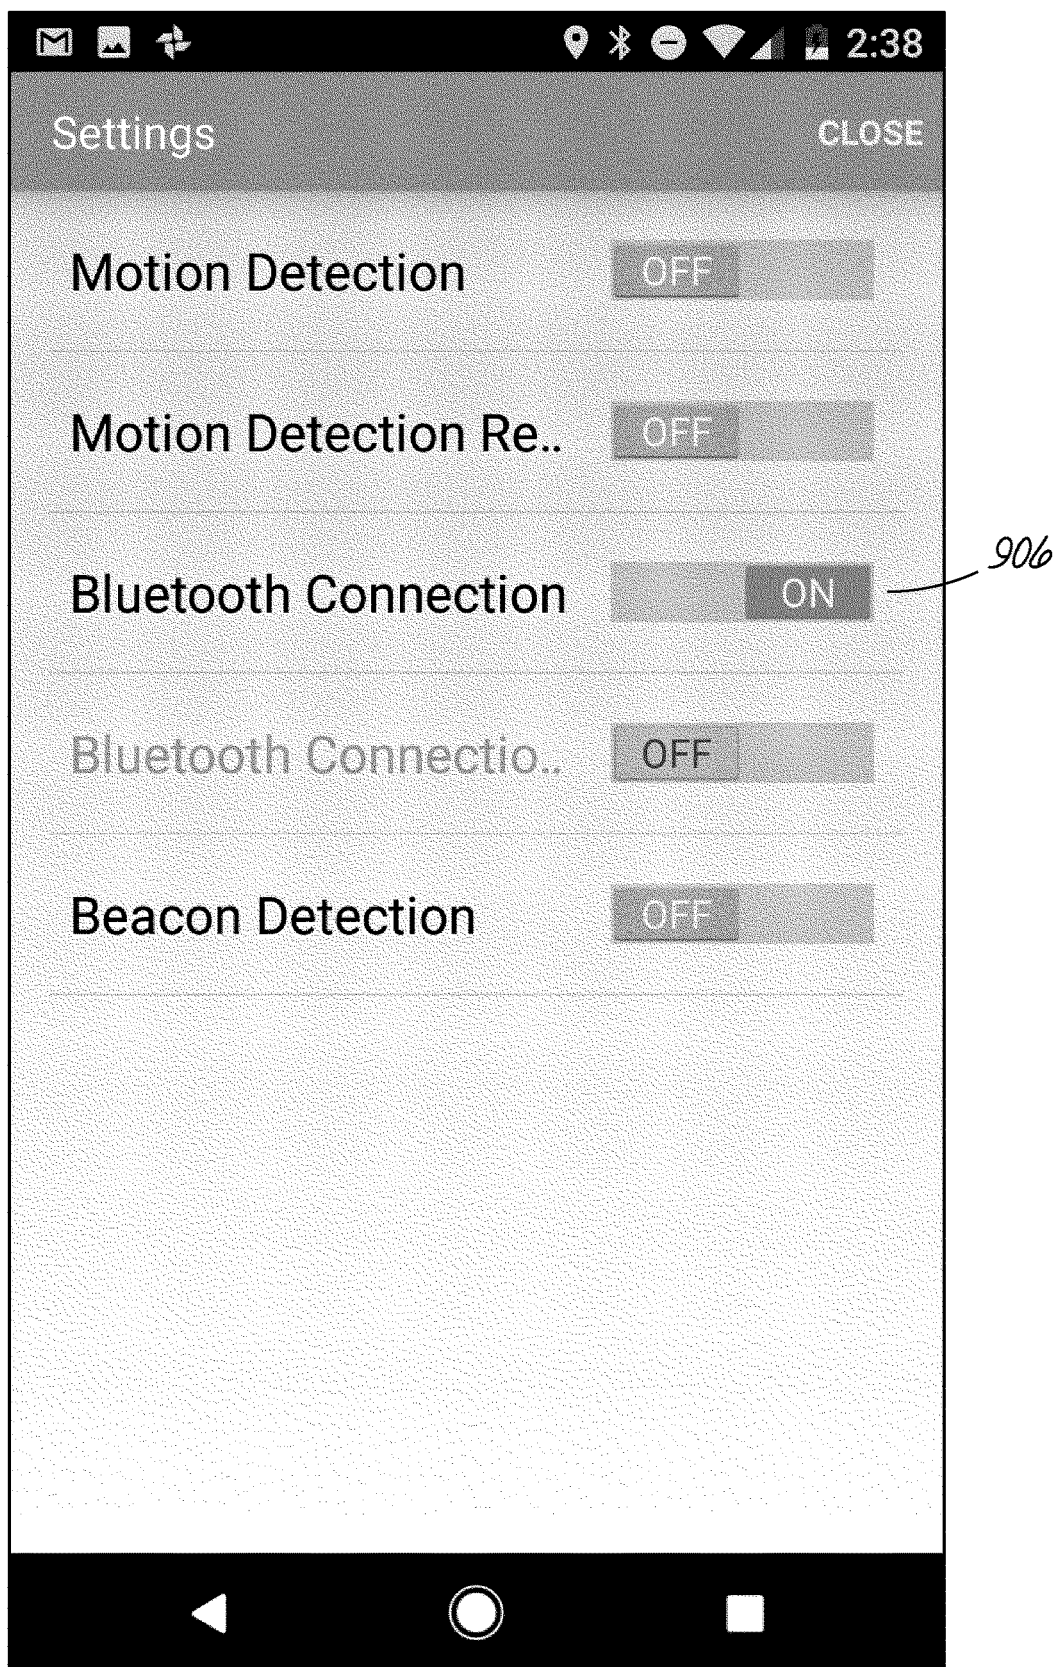 2:38
Settings CLOSE
Motion Detection OFF
Motion Detection Re.. OFF
Bluetooth Connection ON
906
Bluetooth Connectio.. OFF
Beacon Detection OFF